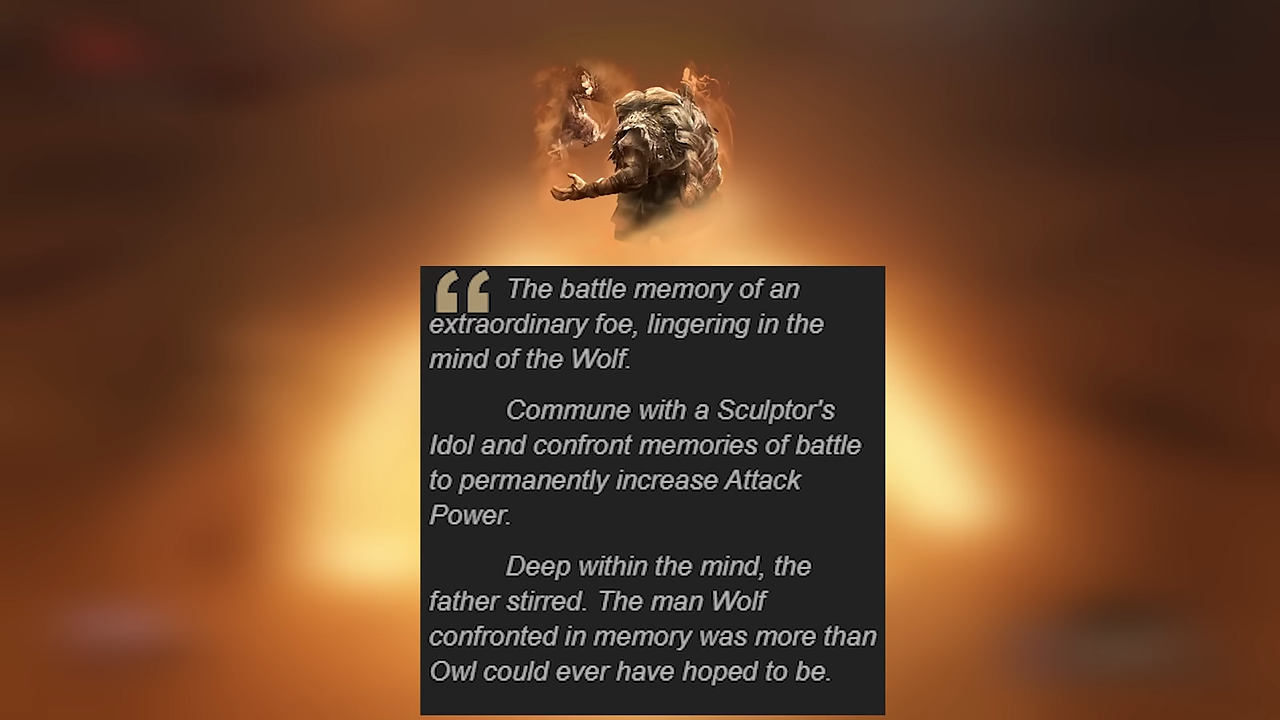 “ The battle memory of an
extraordinary foe, lingering in the
mind of the Wolf.
Commune with a Sculptor's
Idol and confront memories of battle
to permanently increase Attack
Power.
Deep within the mind, the
father stirred. The man Wolf
confronted in memory was more than
Owl could ever have hoped to be.